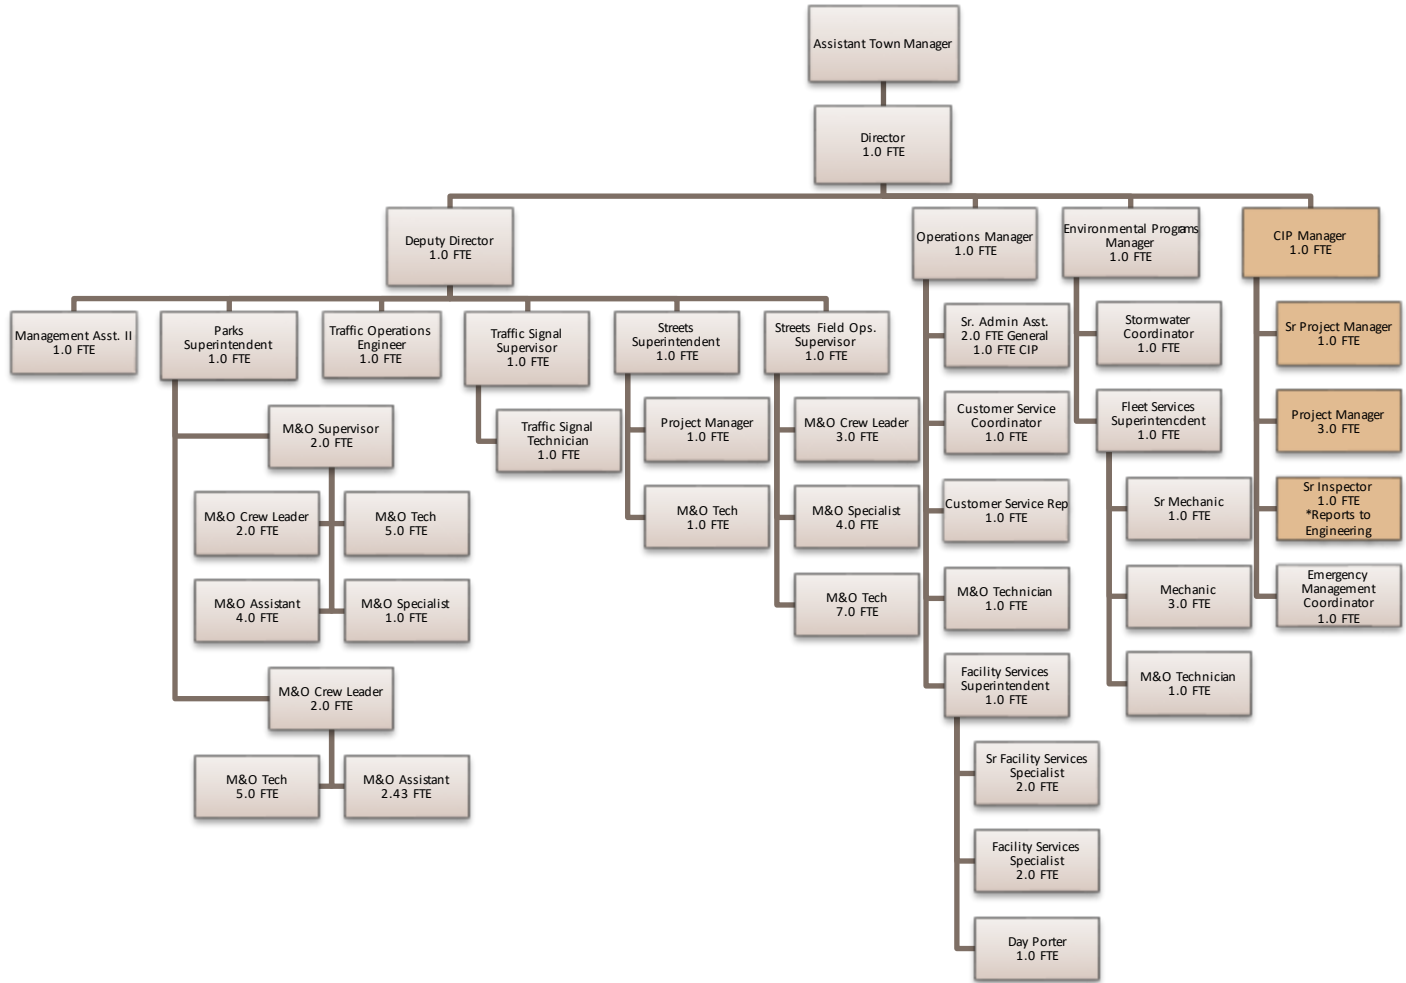 Assistant Town Manager
Director
1.0 FTE
Deputy Director
1.0 FTE
Operations Manager
1.0 FTE
Environmental Programs
Manager
1.0 FTE
CIP Manager
1.0 FTE
Management Asst. II
1.0 FTE
Parks
Superintendent
1.0 FTE
Traffic Operations
Engineer
1.0 FTE
Traffic Signal
Supervisor
1.0 FTE
Streets
Superintendent
1.0 FTE
Streets Field Ops.
Supervisor
1.0 FTE
M&O Supervisor
2.0 FTE
M&O Crew Leader
2.0 FTE
M&O Tech
5.0 FTE
M&O Assistant
4.0 FTE
M&O Specialist
1.0 FTE
M&O Crew Leader
2.0 FTE
M&O Tech
5.0 FTE
M&O Assistant
2.43 FTE
Traffic Signal
Technician
1.0 FTE
Project Manager
1.0 FTE
M&O Tech
1.0 FTE
M&O Crew Leader
3.0 FTE
M&O Specialist
4.0 FTE
M&O Tech
7.0 FTE
Sr. Admin Asst.
2.0 FTE General
1.0 FTE CIP
Customer Service
Coordinator
1.0 FTE
Customer Service Rep
1.0 FTE
M&O Technician
1.0 FTE
Facility Services
Superintendent
1.0 FTE
Sr Facility Services
Specialist
2.0 FTE
Facility Services
Specialist
2.0 FTE
Day Porter
1.0 FTE
Stormwater
Coordinator
1.0 FTE
Fleet Services
Superintencdent
1.0 FTE
Sr Mechanic
1.0 FTE
Mechanic
3.0 FTE
M&O Technician
1.0 FTE
Sr Project Manager
1.0 FTE
Project Manager
3.0 FTE
Sr Inspector
1.0 FTE
*Reports to
Engineering
Emergency
Management
Coordinator
1.0 FTE